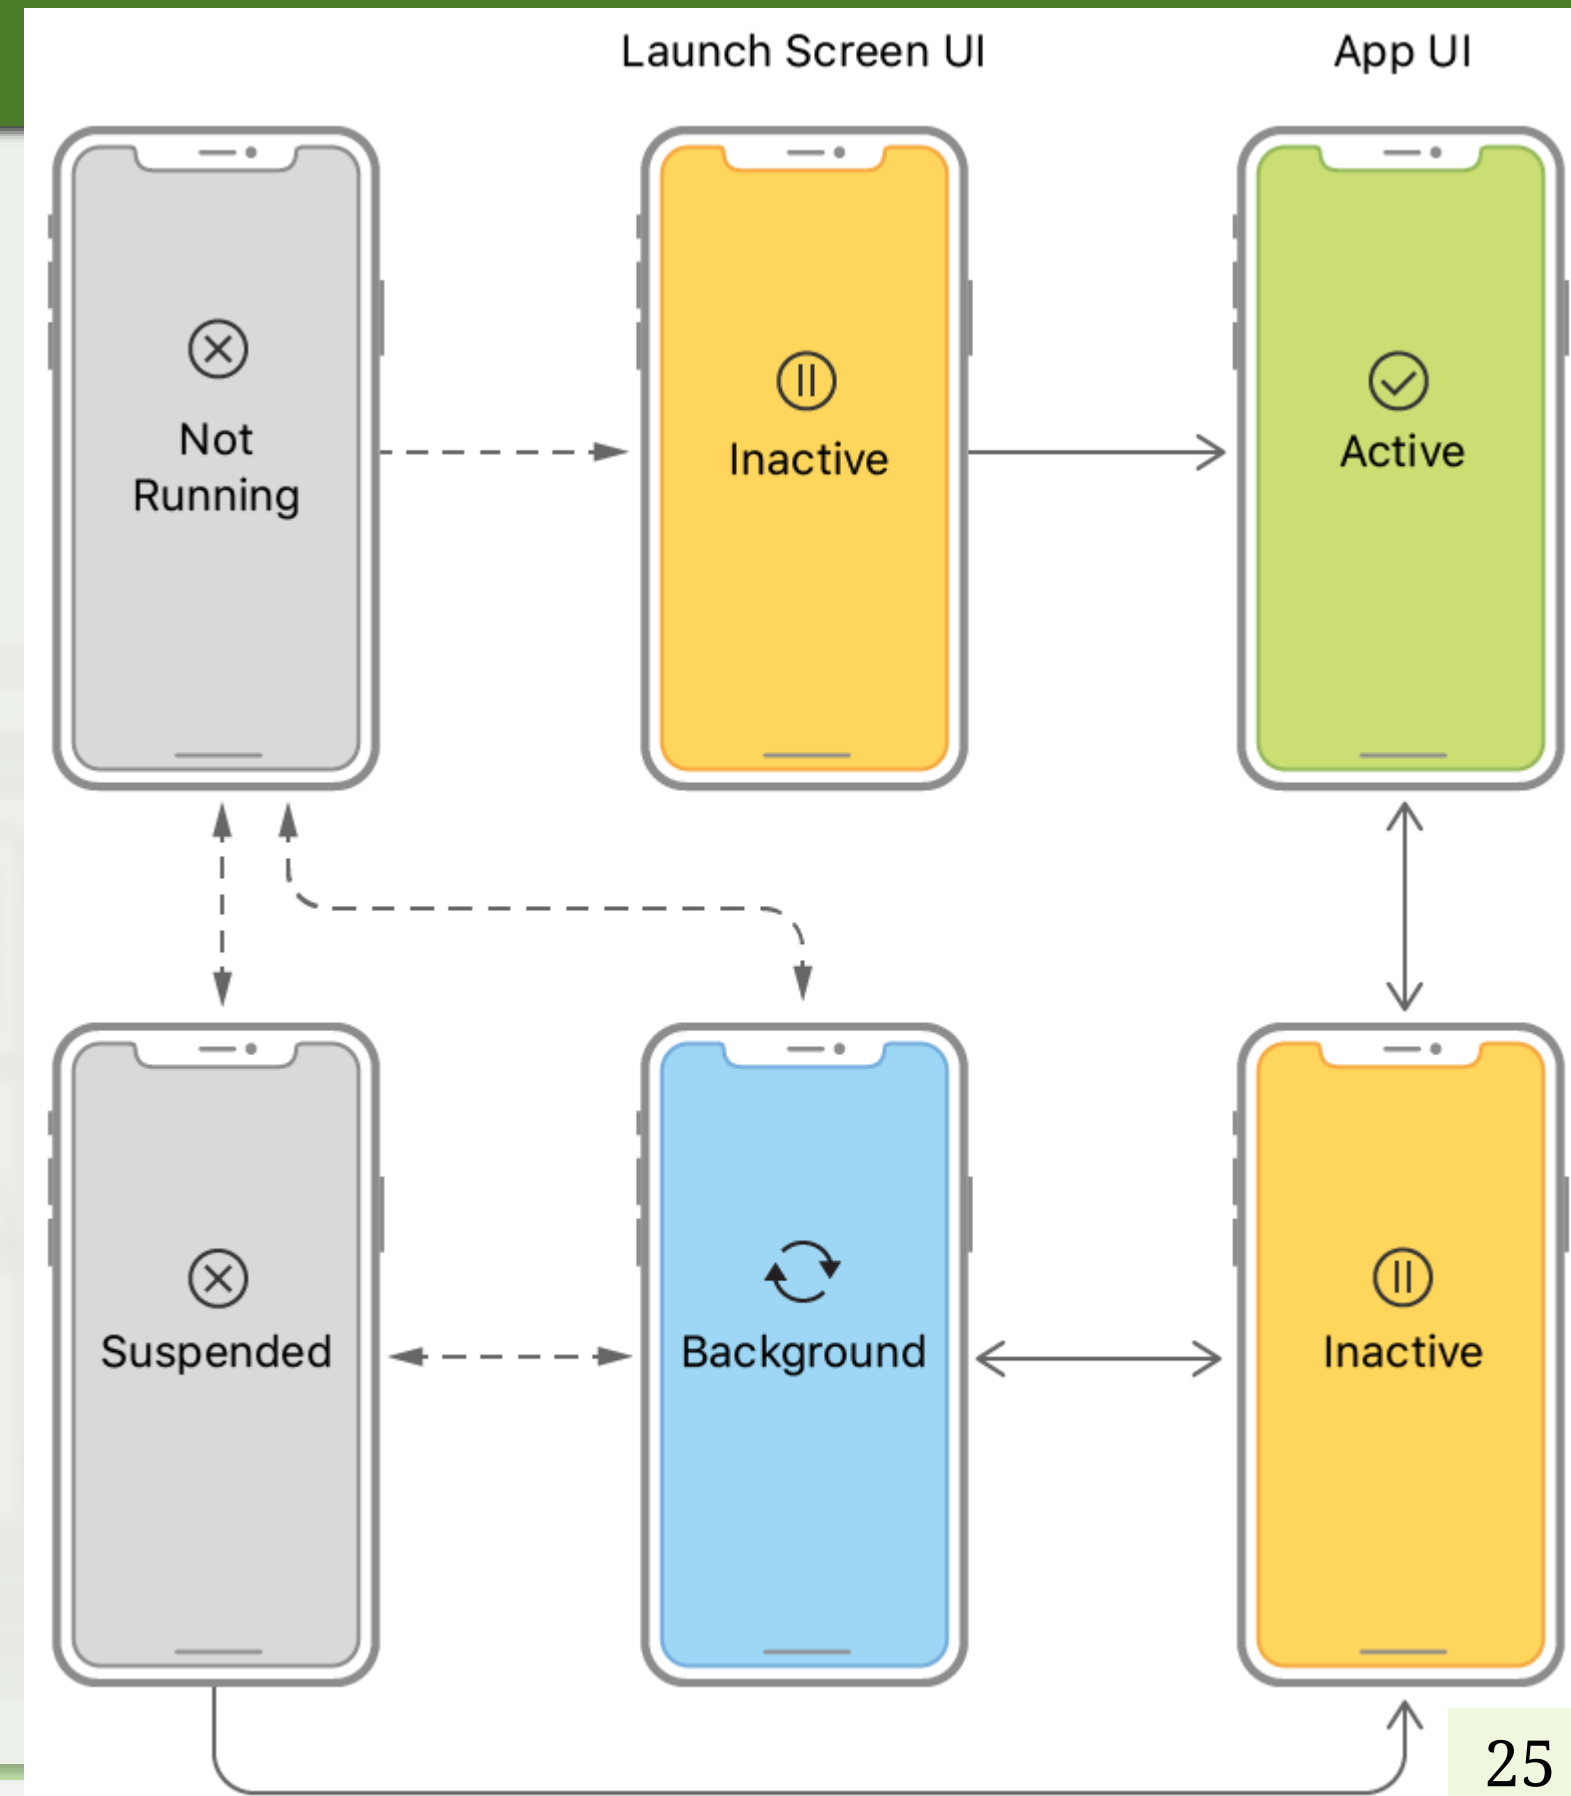 Launch Screen UI
App UI
Not
Running
Inactive
Active
Suspended
Background
Inactive
25